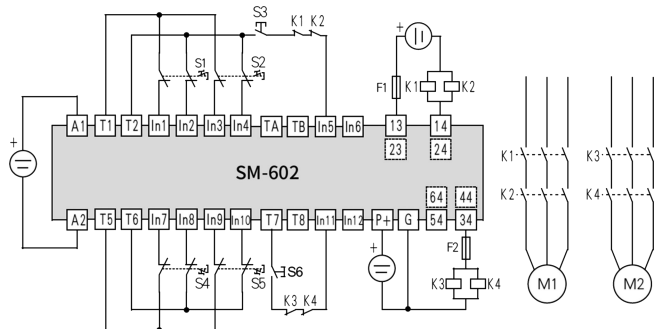 S3 K1 K2
+
S1 S2 F1 K1 K2
+ A1 T1 T2 In1 In2 In3 In4 TA TB In5 In6 13 14
23 24
K1 K3
SM-602
K2 K4
64 44
A2 T5 T6 In7 In8 In9 In10 T7 T8 In11 In12 P+ G 54 34
+ F2
S4 S5 S6
K3 K4 K3 K4
M1 M2